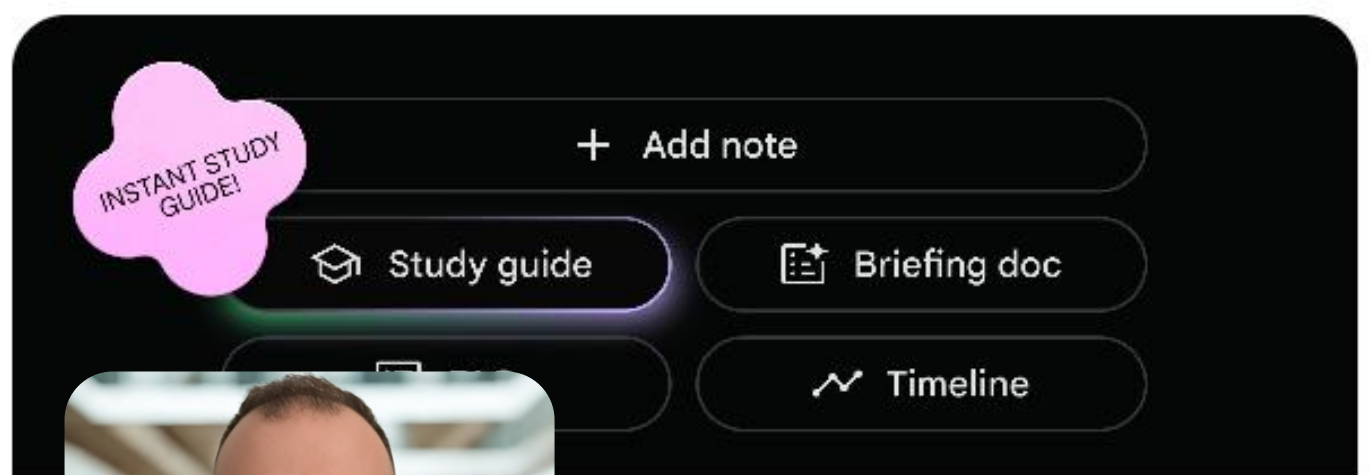 INSTANT STUDY
GUIDE!
Add note
Study guide
Briefing doc
Timeline